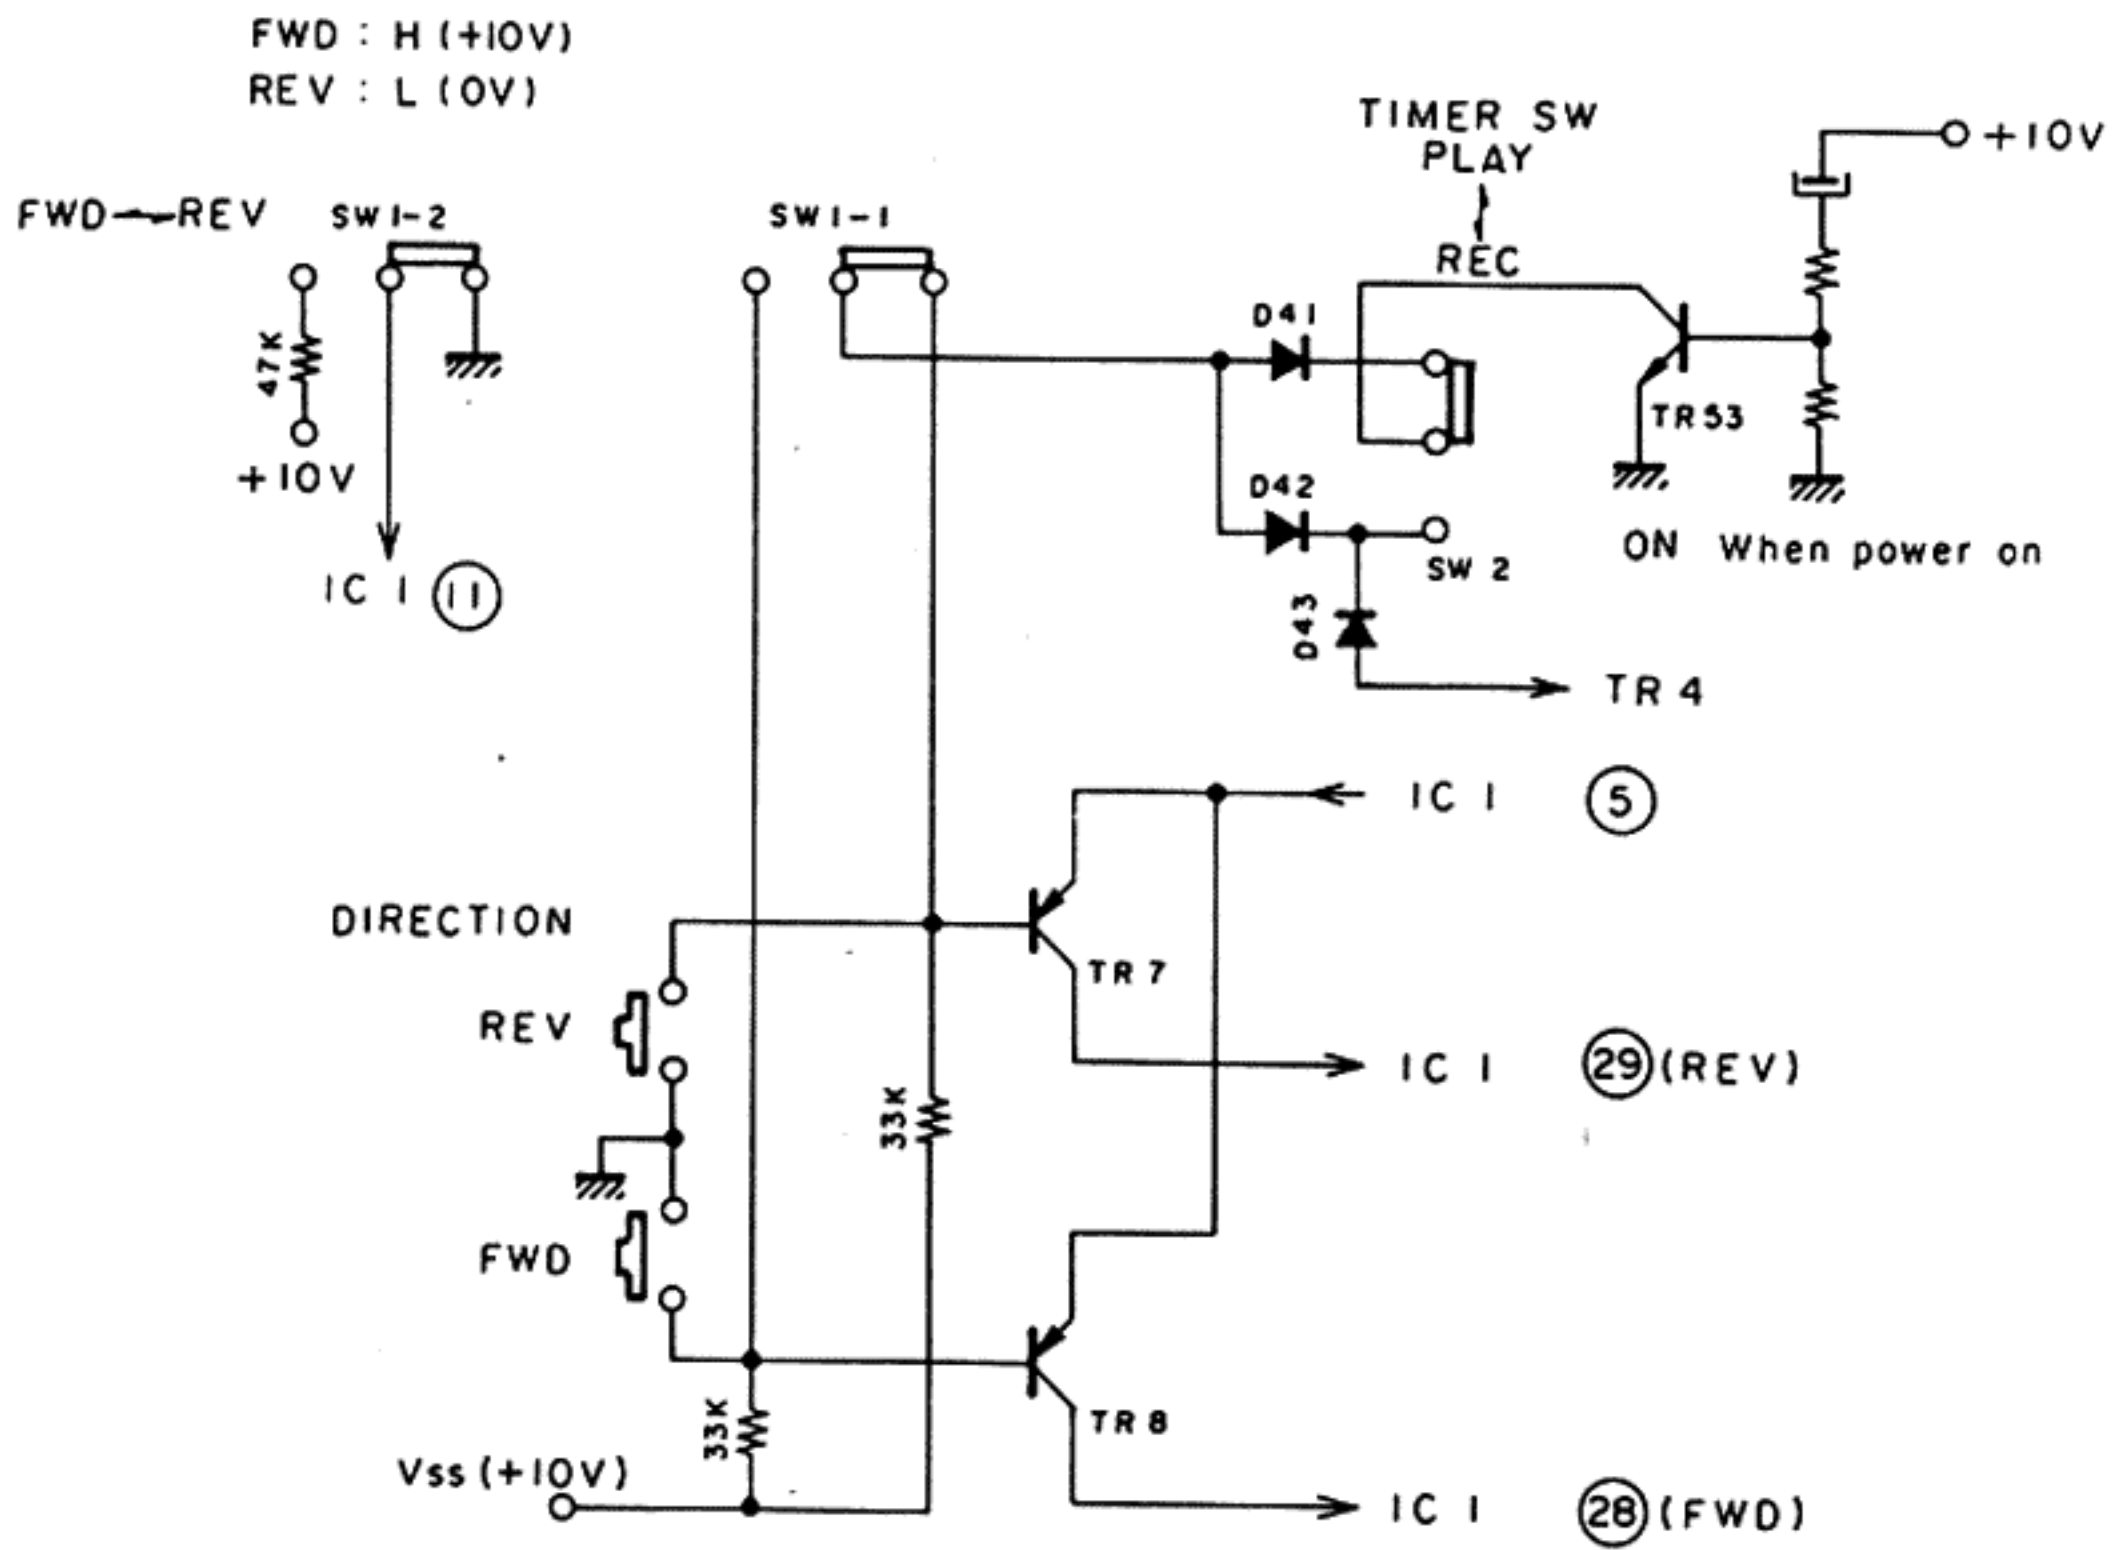 FWD : H (+10V)
REV : L (0V)
TIMER SW
PLAY
REC
+10V
FWD REV
SW1-2
SW1-1
47K
+10V
IC 1 11
D41
TR53
D42
SW 2
ON When power on
D43
TR 4
IC 1 5
DIRECTION
TR 7
REV
IC 1 29 (REV)
33K
FWD
TR 8
33K
Vss (+10V)
IC 1 28 (FWD)